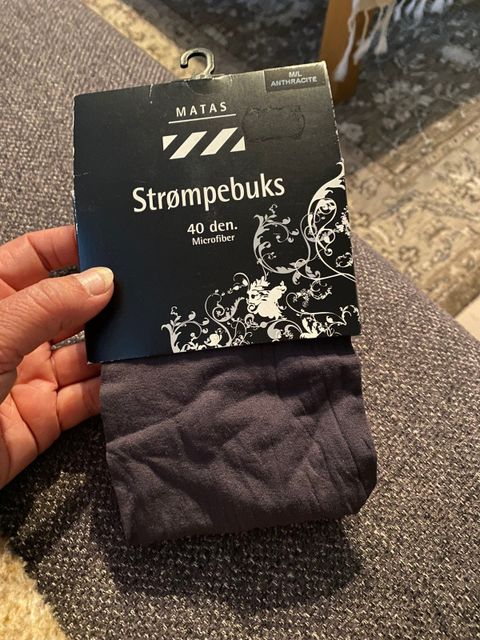 M/L
ANTHRACITE
MATAS
Strømpebuks
40 den.
Microfiber